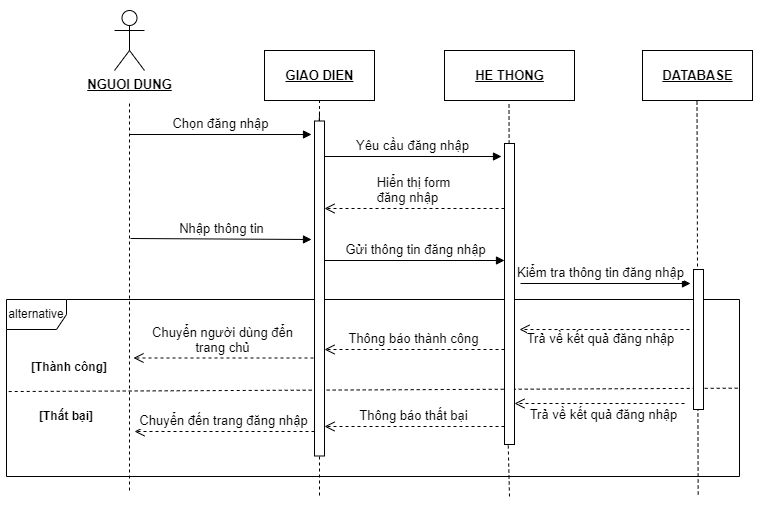 NGUOI DUNG
GIAO DIEN
HE THONG
DATABASE
Chọn đăng nhập
Yêu cầu đăng nhập
Hiển thị form
đăng nhập
Nhập thông tin
Gửi thông tin đăng nhập
Kiểm tra thông tin đăng nhập
alternative
Chuyển người dùng đến
trang chủ
Thông báo thành công
Trả về kết quả đăng nhập
[Thành công]
[Thất bại]
Chuyển đến trang đăng nhập
Thông báo thất bại
Trả về kết quả đăng nhập